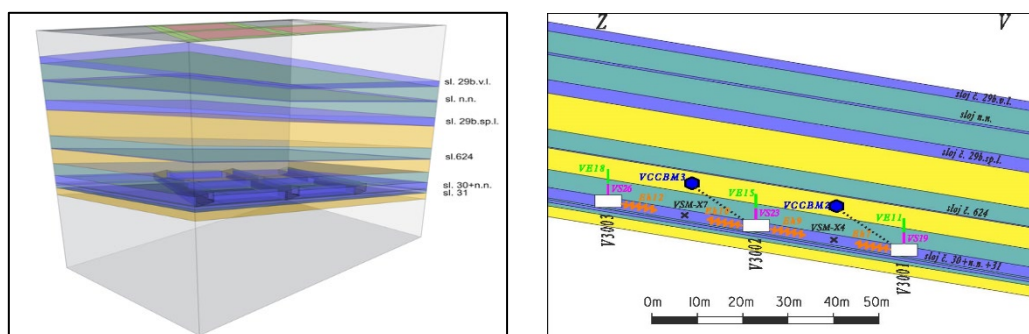 sl. 29b.v.l.
sl. n.n.
sl. 29b.sp.l.
sl.624
sl. 30+n.n.
sl. 31
Z
V
sloj č. 29b.v.l.
sloj n.n.
sloj č. 29b.sp.l.
sloj č. 624
sloj č. 30+n.n.+31
VE18
VS26
VCCBM3
VSM-X7
VE15
VS23
VCCBM2
VSM-X4
VE11
VS19
V3003
V3002
V3001
0m 10m 20m 30m 40m 50m